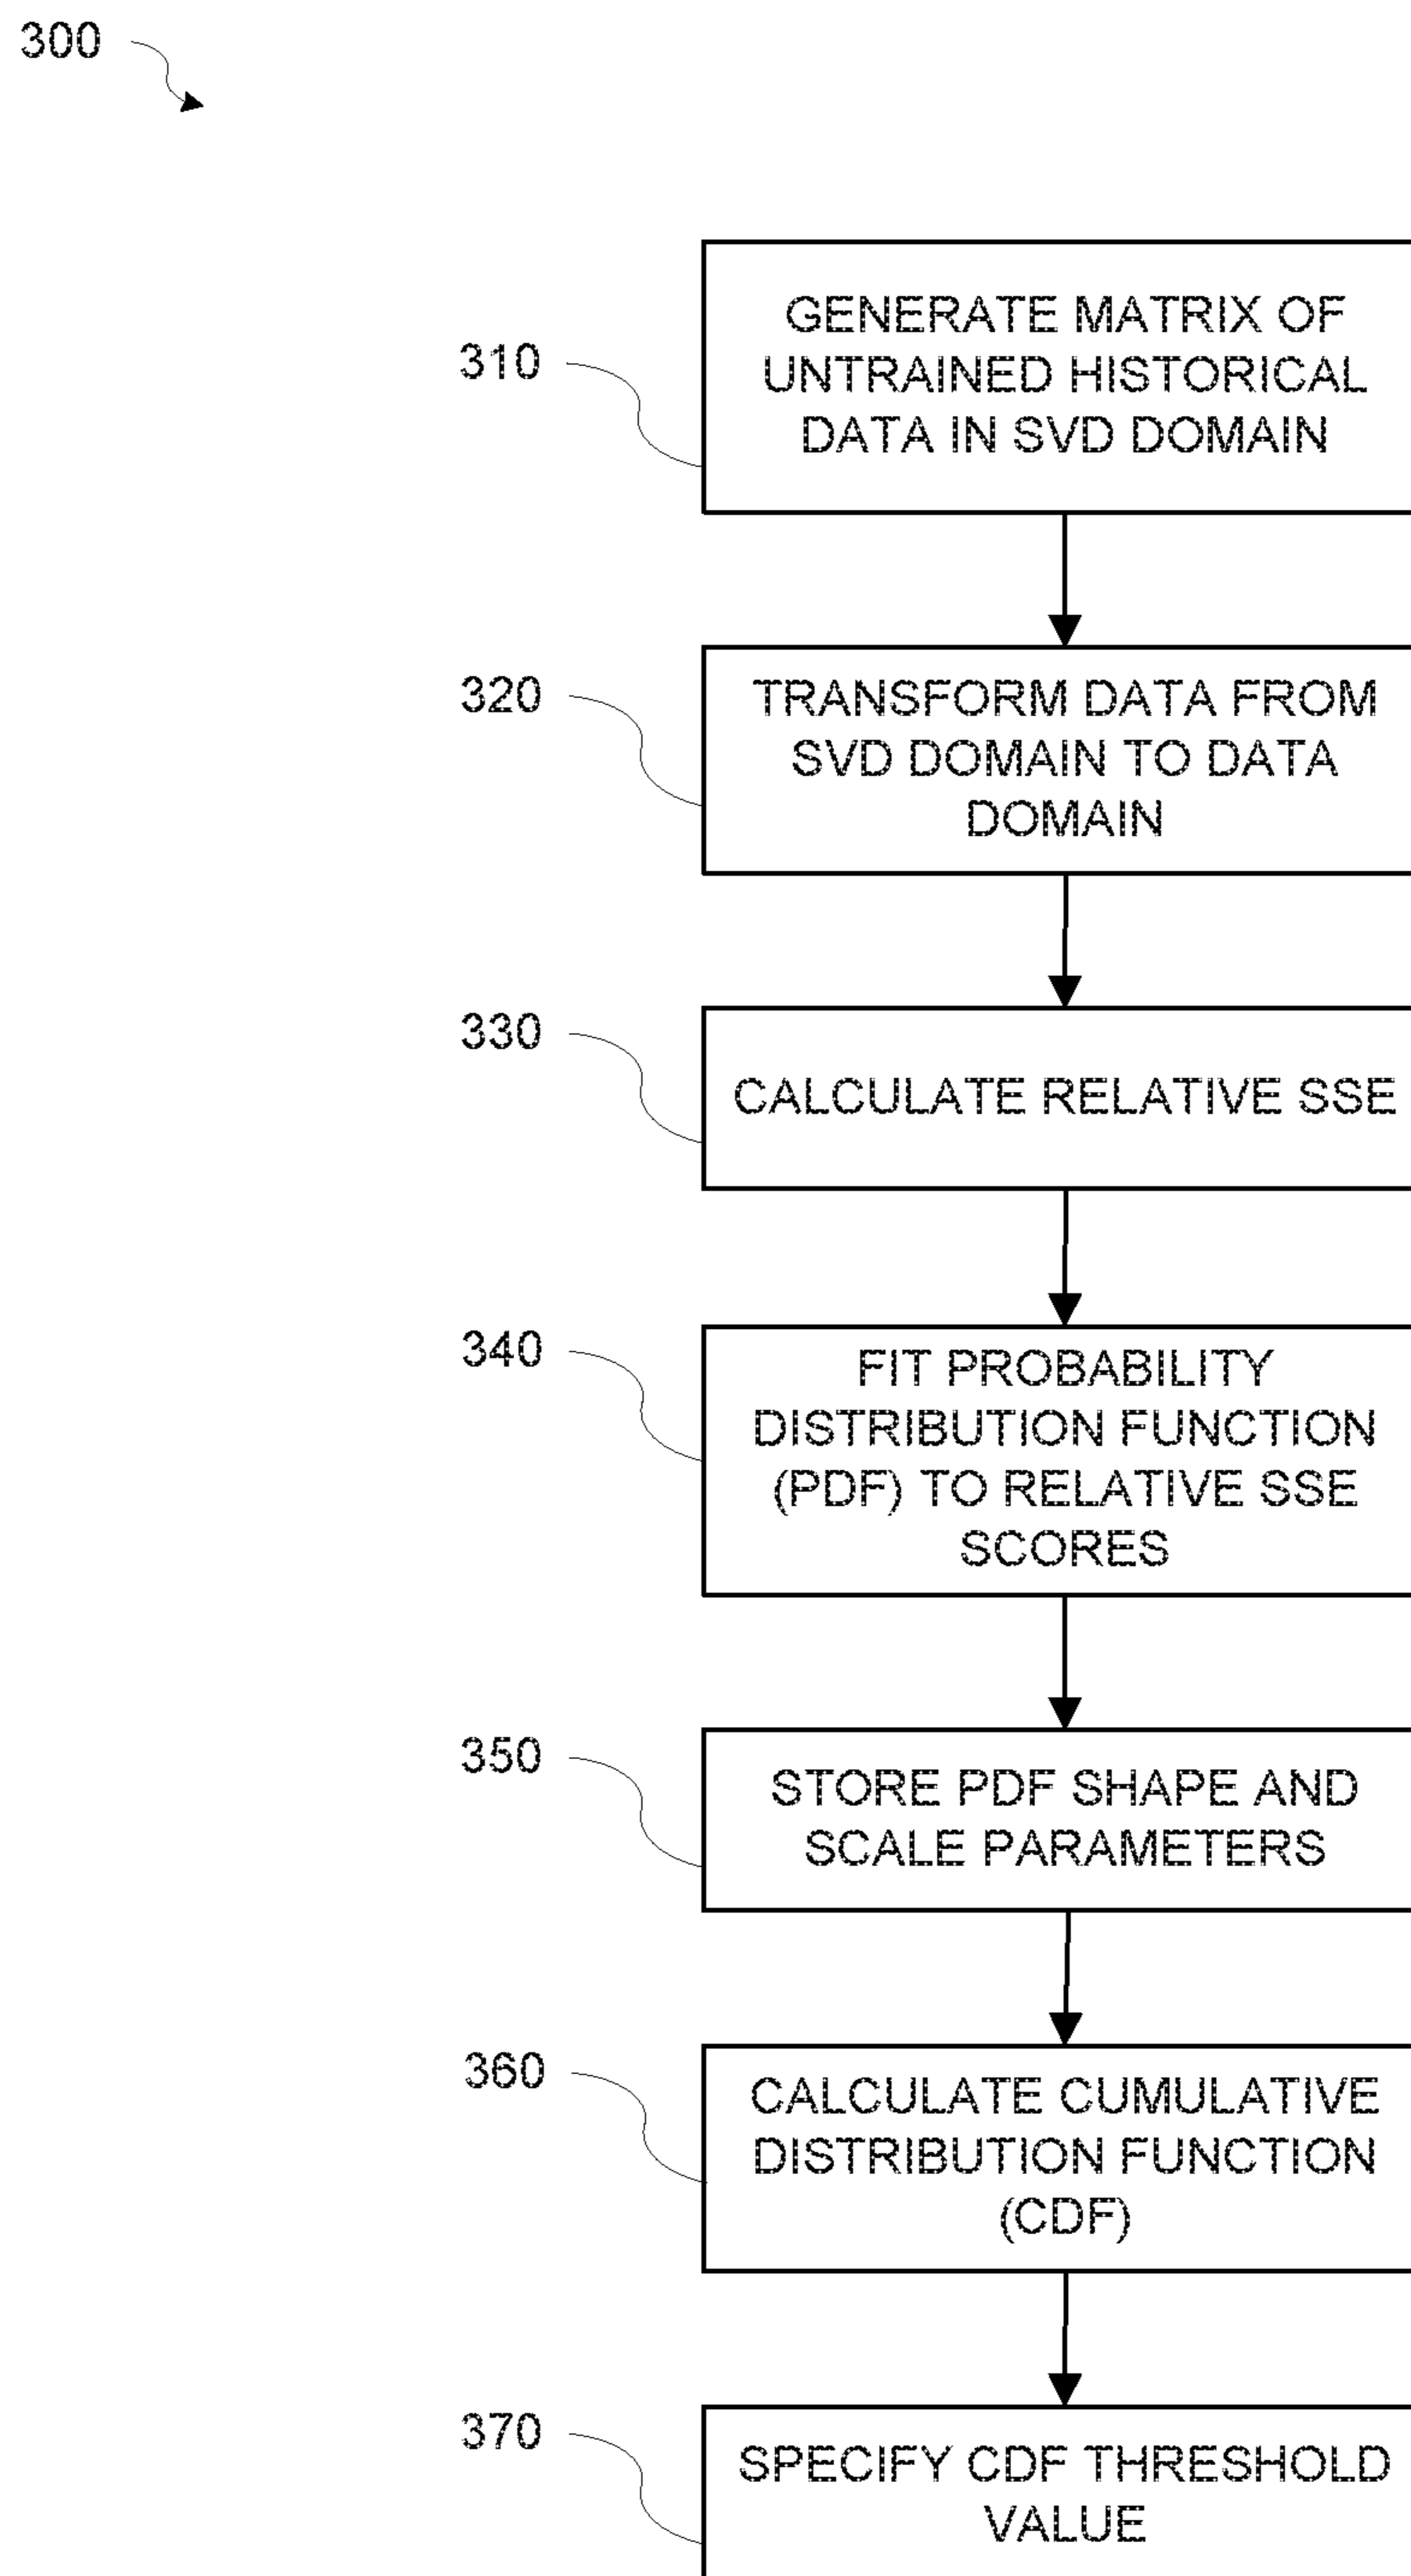 300
310
GENERATE MATRIX OF
UNTRAINED HISTORICAL
DATA IN SVD DOMAIN
320
TRANSFORM DATA FROM
SVD DOMAIN TO DATA
DOMAIN
330
CALCULATE RELATIVE SSE
340
FIT PROBABILITY
DISTRIBUTION FUNCTION
(PDF) TO RELATIVE SSE
SCORES
350
STORE PDF SHAPE AND
SCALE PARAMETERS
360
CALCULATE CUMULATIVE
DISTRIBUTION FUNCTION
(CDF)
370
SPECIFY CDF THRESHOLD
VALUE